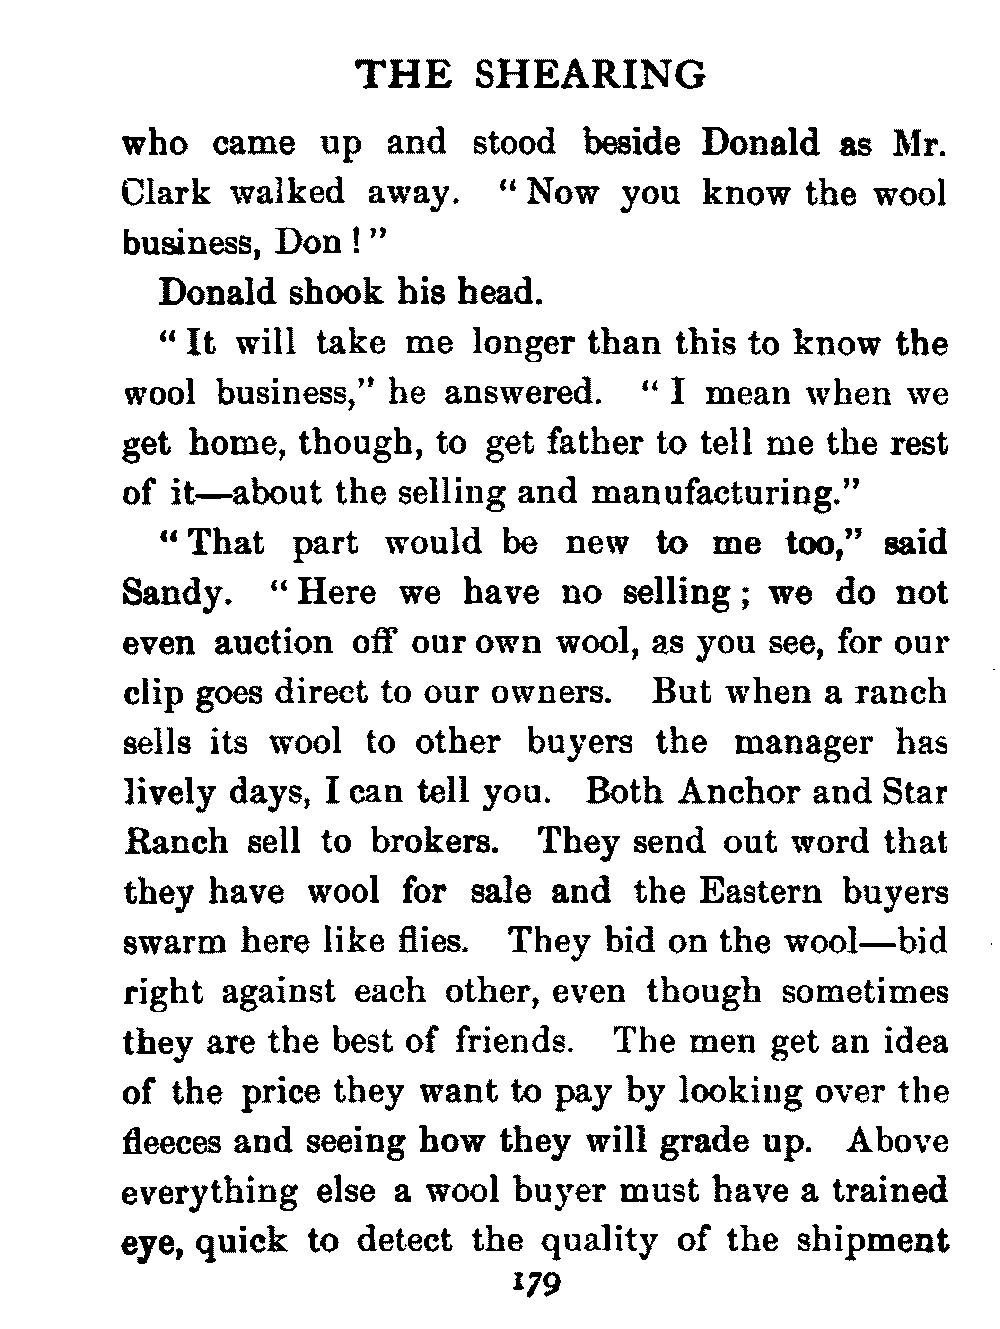 THE SHEARING
who came up and stood beside Donald as Mr.
Clark walked away. “Now you know the wool
business, Don!”
Donald shook his head.
“It will take me longer than this to know the
wool business,” he answered. “I mean when we
get home, though, to get father to tell me the rest
of it—about the selling and manufacturing.”
“That part would be new to me too,” said
Sandy. “Here we have no selling; we do not
even auction off our own wool, as you see, for our
clip goes direct to our owners. But when a ranch
sells its wool to other buyers the manager has
lively days, I can tell you. Both Anchor and Star
Ranch sell to brokers. They send out word that
they have wool for sale and the Eastern buyers
swarm here like flies. They bid on the wool—bid
right against each other, even though sometimes
they are the best of friends. The men get an idea
of the price they want to pay by looking over the
fleeces and seeing how they will grade up. Above
everything else a wool buyer must have a trained
eye, quick to detect the quality of the shipment
179